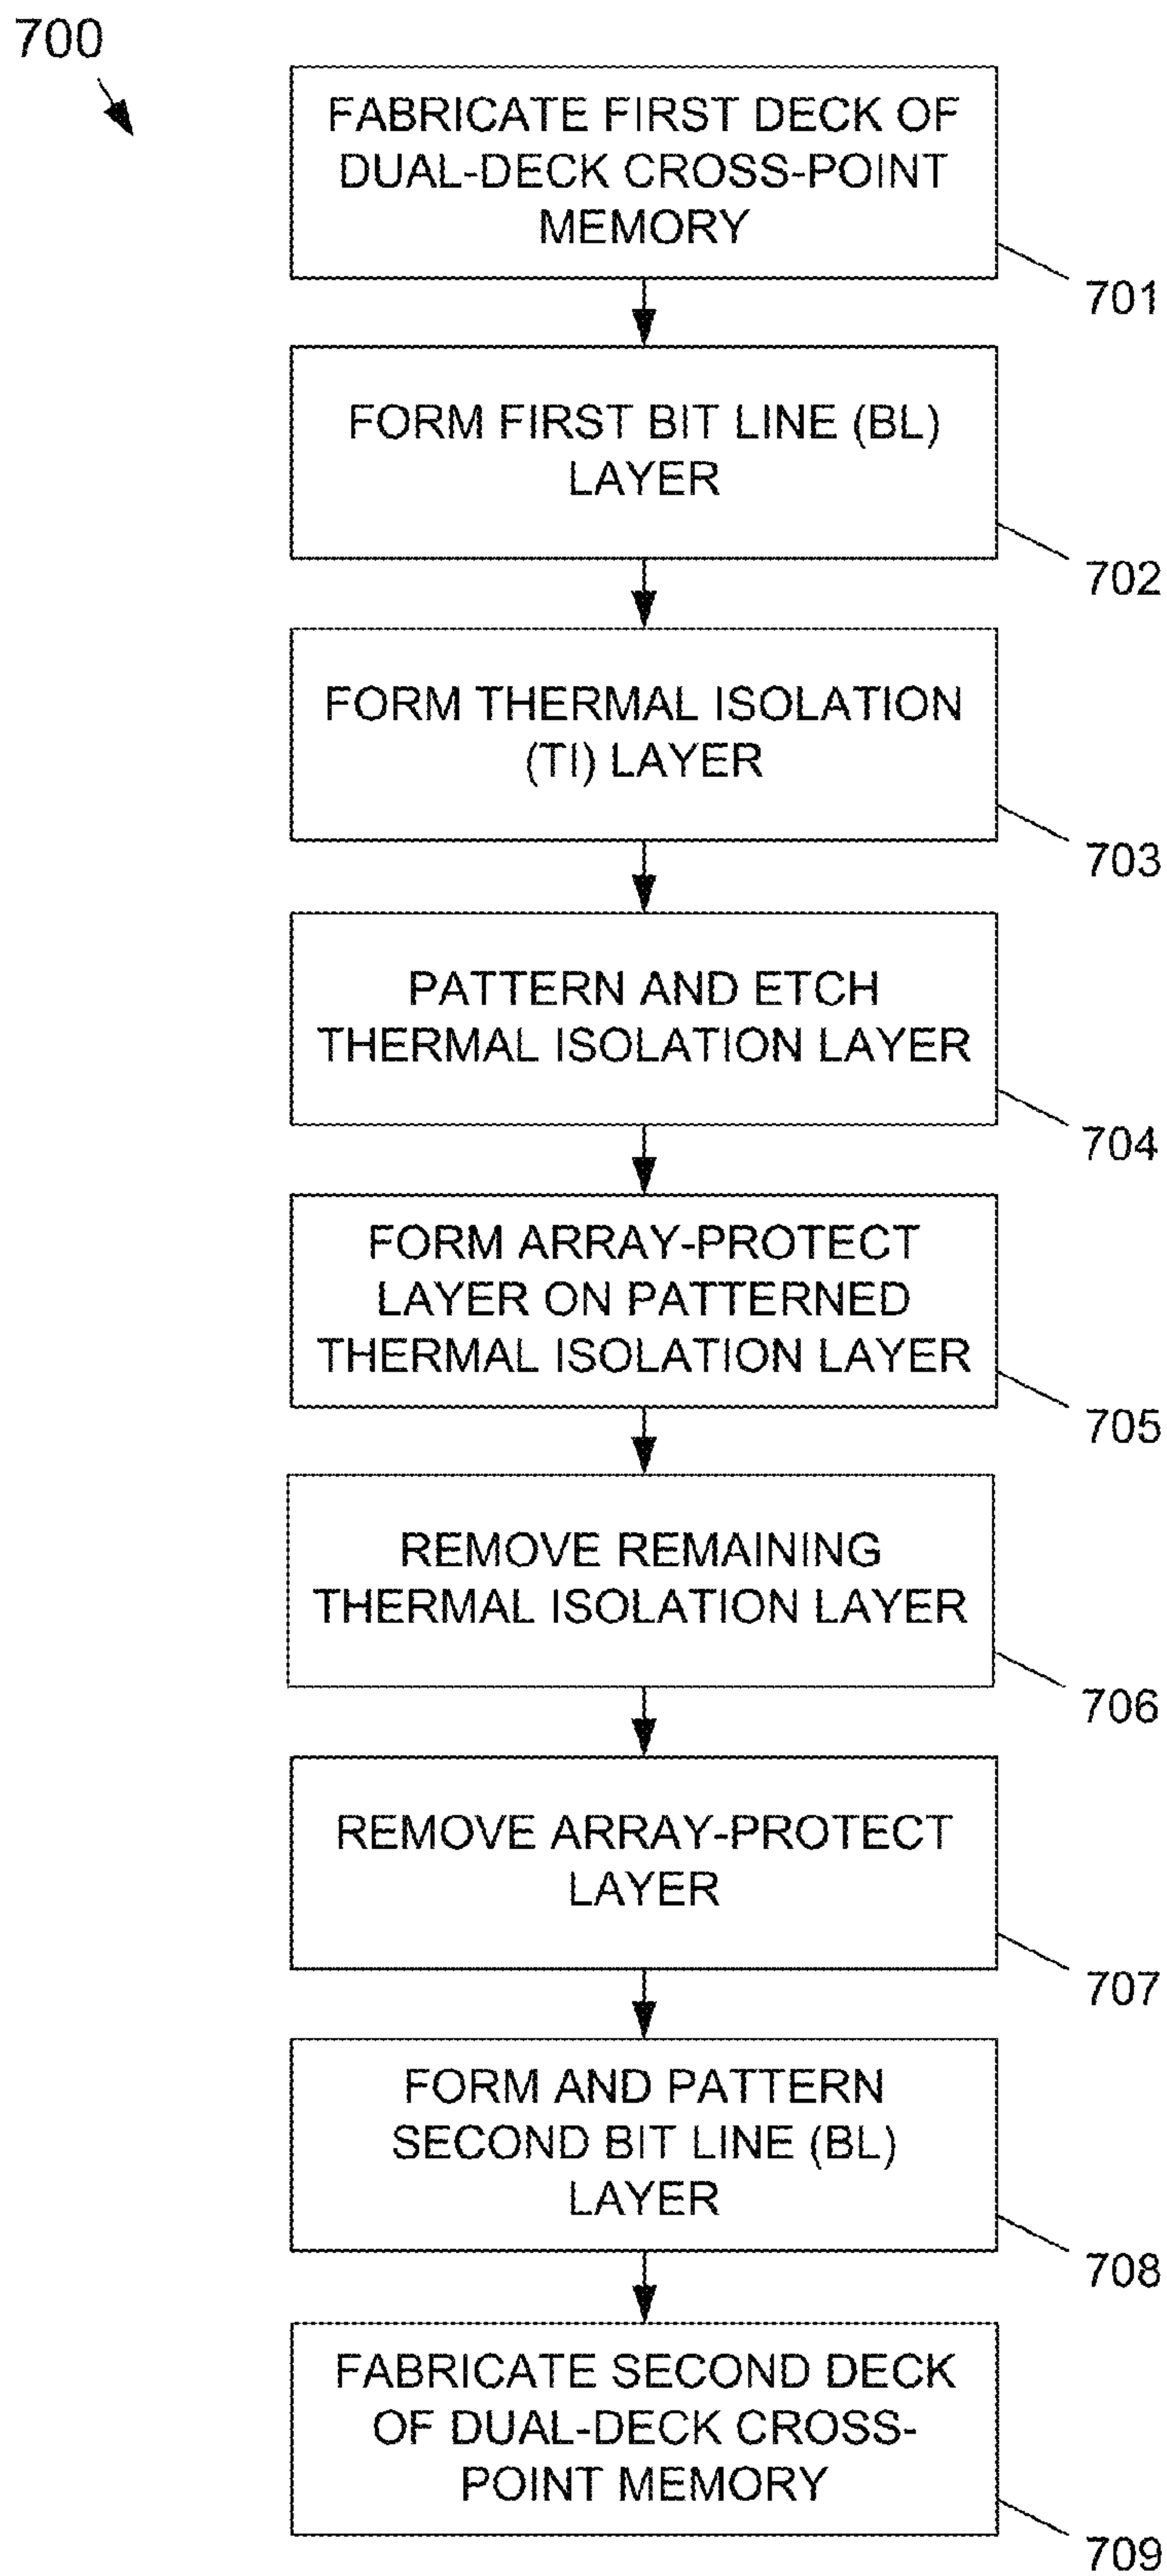 700
FABRICATE FIRST DECK OF
DUAL-DECK CROSS-POINT
MEMORY
701
FORM FIRST BIT LINE (BL)
LAYER
702
FORM THERMAL ISOLATION
(TI) LAYER
703
PATTERN AND ETCH
THERMAL ISOLATION LAYER
704
FORM ARRAY-PROTECT
LAYER ON PATTERNED
THERMAL ISOLATION LAYER
705
REMOVE REMAINING
THERMAL ISOLATION LAYER
706
REMOVE ARRAY-PROTECT
LAYER
707
FORM AND PATTERN
SECOND BIT LINE (BL)
LAYER
708
FABRICATE SECOND DECK
OF DUAL-DECK CROSS-
POINT MEMORY
709